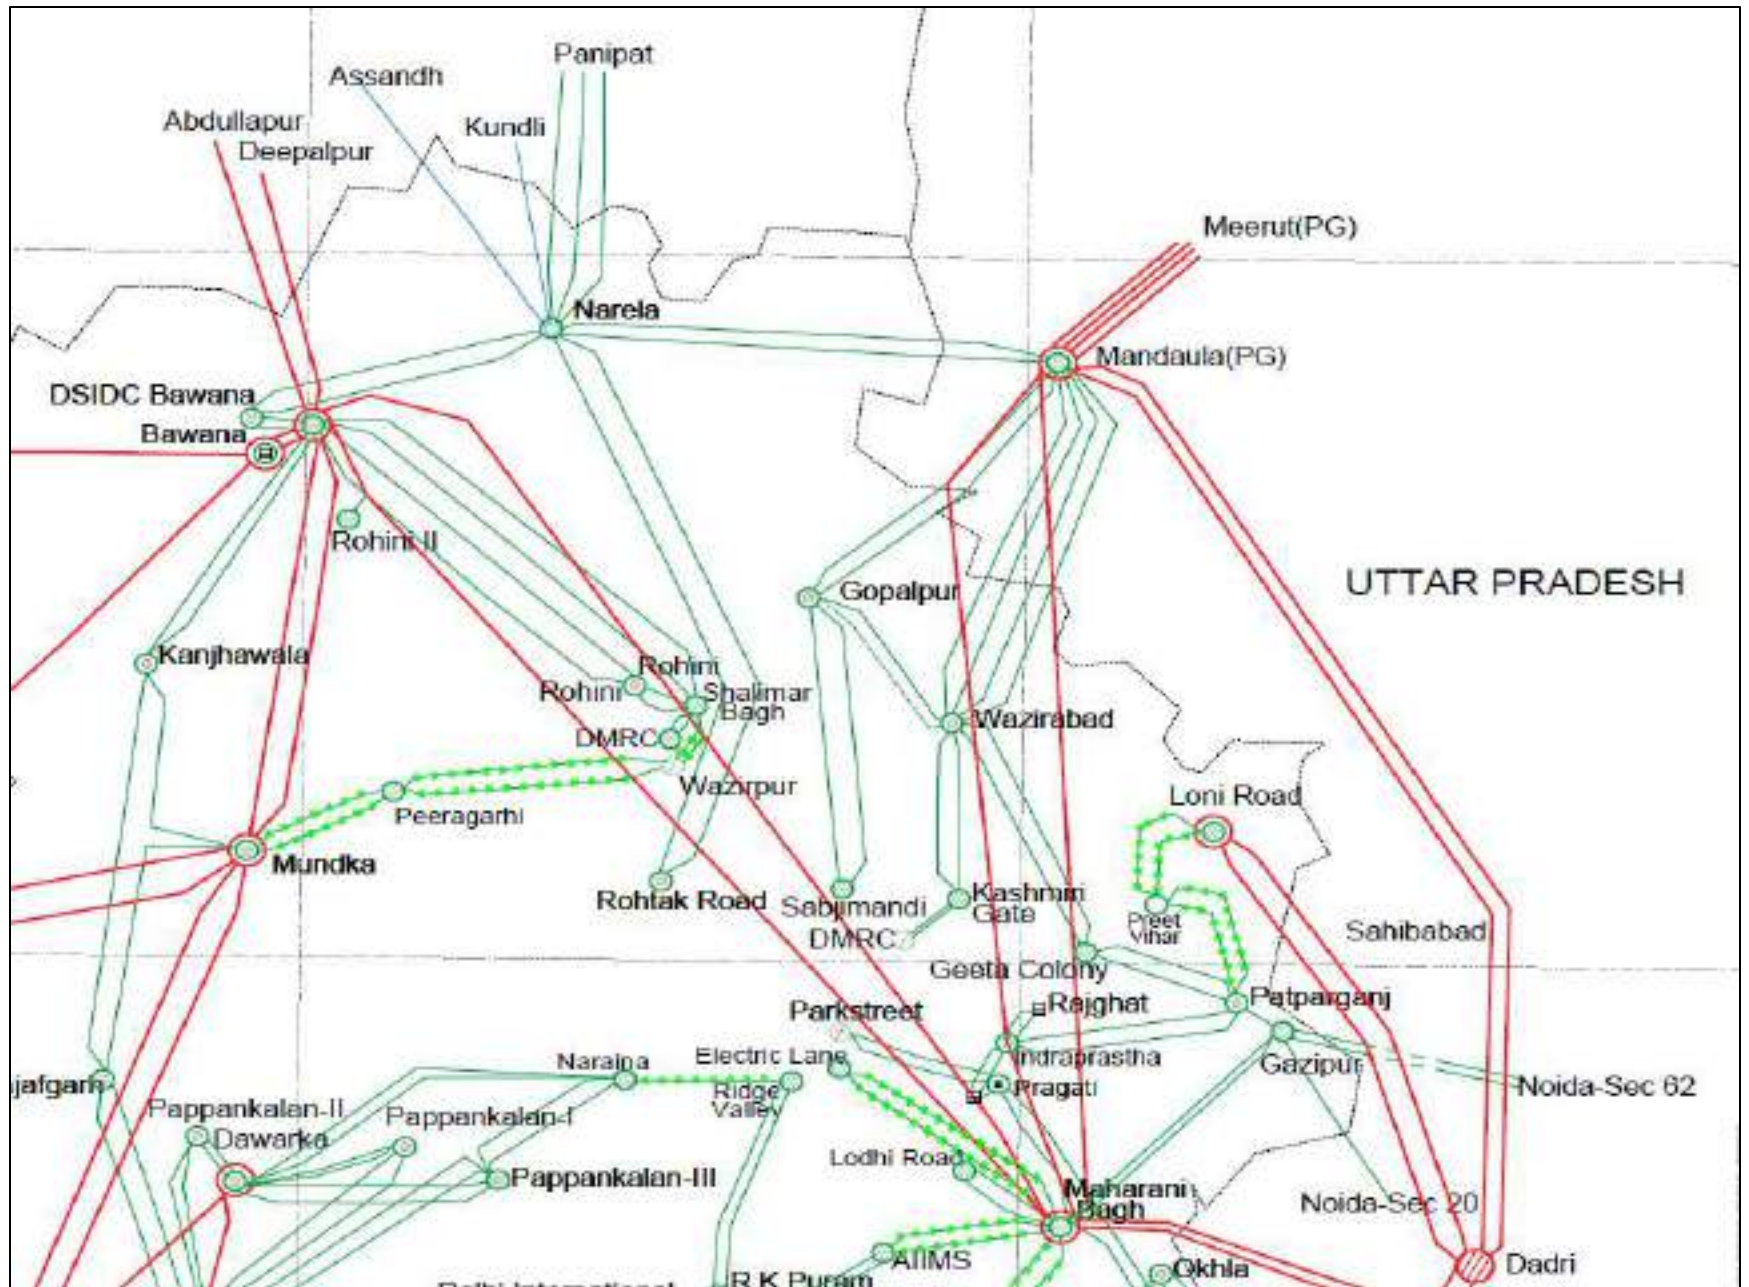 Panipat
Assandh
Abdullapur
Kundli
Deepalpur
Meerut(PG)
Narela
Mandaula(PG)
DSIDC Bawana
Bawana
Rohini II
UTTAR PRADESH
Gopalpur
Kanjhawala
Rohini
Rohini
Shalimar
Bagh
Wazirabad
DMRC
Wazirpur
Loni Road
Peeragarhi
Mundka
Rohtak Road
Sabjimandi
Kashmiri
Gate
Preet
Vihar
Sahibabad
DMRC
Geeta Colony
Patparganj
Rajghat
Parkstreet
Naraina
Electric Lane
Indraprastha
Gazipur
Ridge
Valley
Pragati
Noida-Sec 62
ajafgarh
Pappankalan-II
Pappankalan-I
Dawarka
Lodhi Road
Pappankalan-III
Maharani
Bagh
Noida-Sec 20
AIIMS
Okhla
Dadri
Delhi International
R K Puram